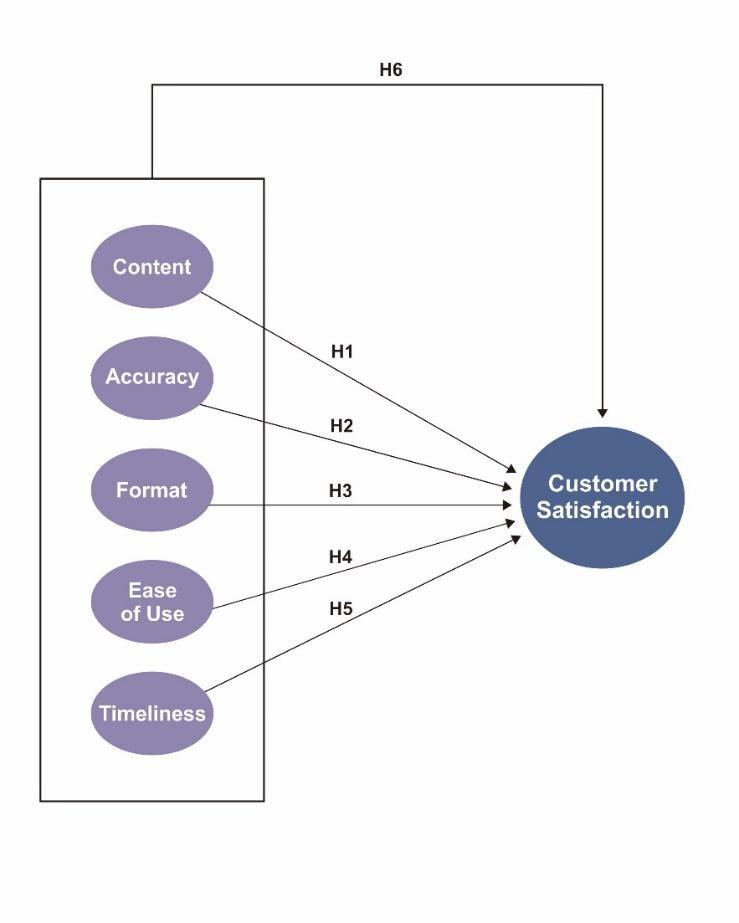 H6
Content
H1
Accuracy
H2
Format
H3
Customer
Satisfaction
Ease
of Use
H4
H5
Timeliness